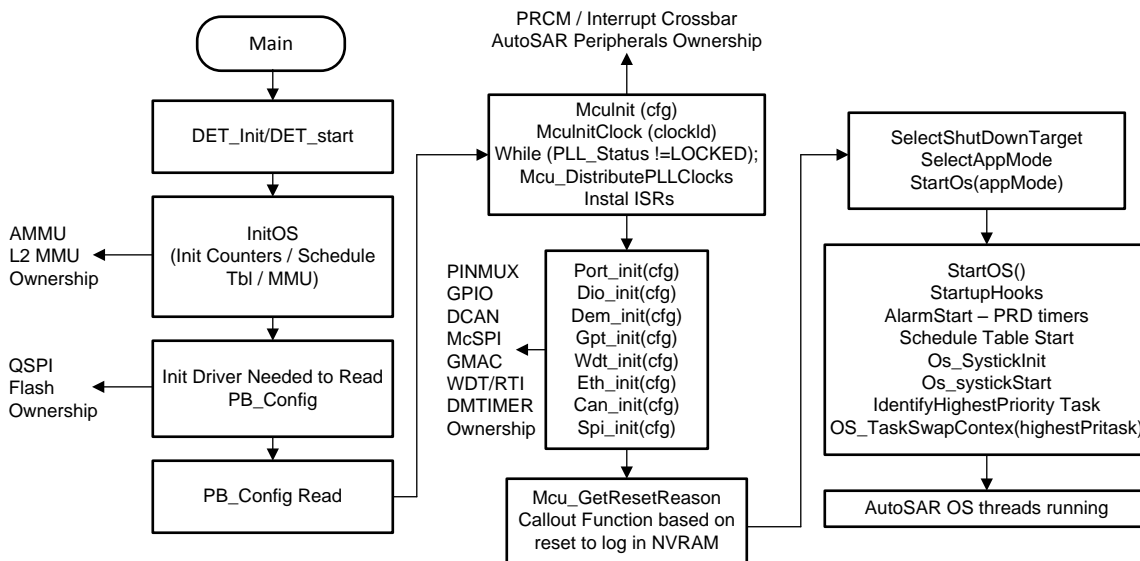 Main
DET_Init/DET_start
AMMU
L2 MMU
Ownership
InitOS
(Init Counters / Schedule
Tbl / MMU)
QSPI
Flash
Ownership
Init Driver Needed to Read
PB_Config
PB_Config Read
PRCM / Interrupt Crossbar
AutoSAR Peripherals Ownership
McuInit (cfg)
McuInitClock (clockId)
While (PLL_Status !=LOCKED);
Mcu_DistributePLLClocks
Instal ISRs
PINMUX
GPIO
DCAN
McSPI
GMAC
WDT/RTI
DMTIMER
Ownership
Port_init(cfg)
Dio_init(cfg)
Dem_init(cfg)
Gpt_init(cfg)
Wdt_init(cfg)
Eth_init(cfg)
Can_init(cfg)
Spi_init(cfg)
Mcu_GetResetReason
Callout Function based on
reset to log in NVRAM
SelectShutDownTarget
SelectAppMode
StartOs(appMode)
StartOS()
StartupHooks
AlarmStart – PRD timers
Schedule Table Start
Os_SystickInit
Os_systickStart
IdentifyHighestPriority Task
OS_TaskSwapContex(highestPritask)
AutoSAR OS threads running